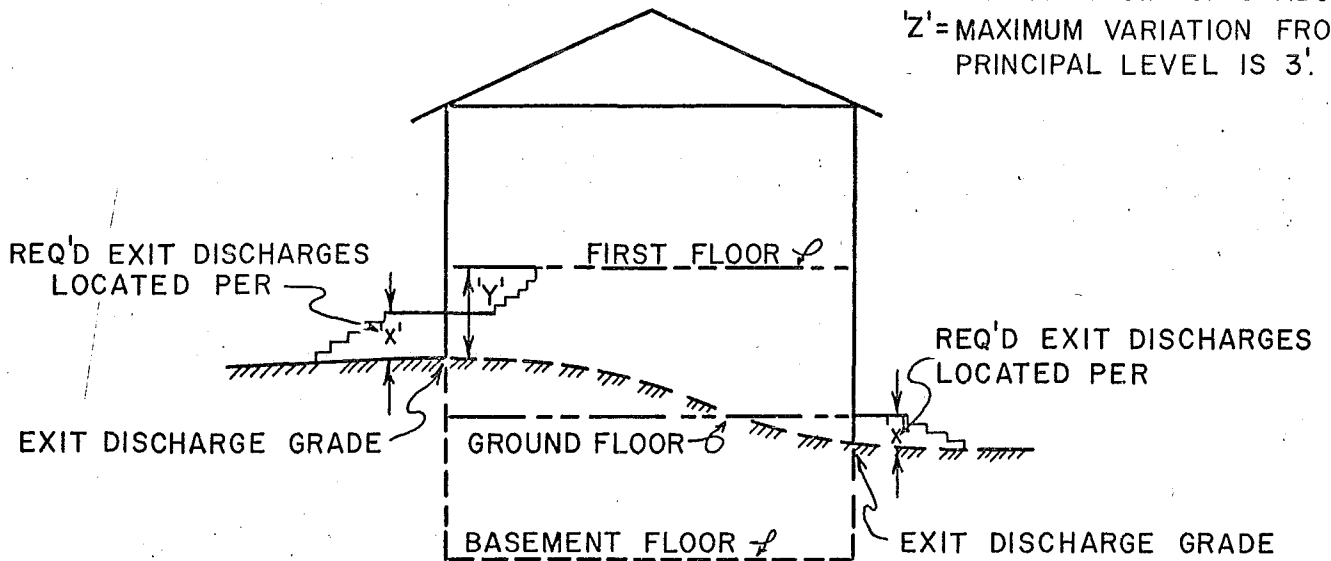 'Z'= MAXIMUM VARIATION FRO
PRINCIPAL LEVEL IS 3'.
FIRST FLOOR
REQ'D EXIT DISCHARGES
LOCATED PER
'Y'
'X'
REQ'D EXIT DISCHARGES
LOCATED PER
'X'
EXIT DISCHARGE GRADE
GROUND FLOOR
BASEMENT FLOOR
EXIT DISCHARGE GRADE